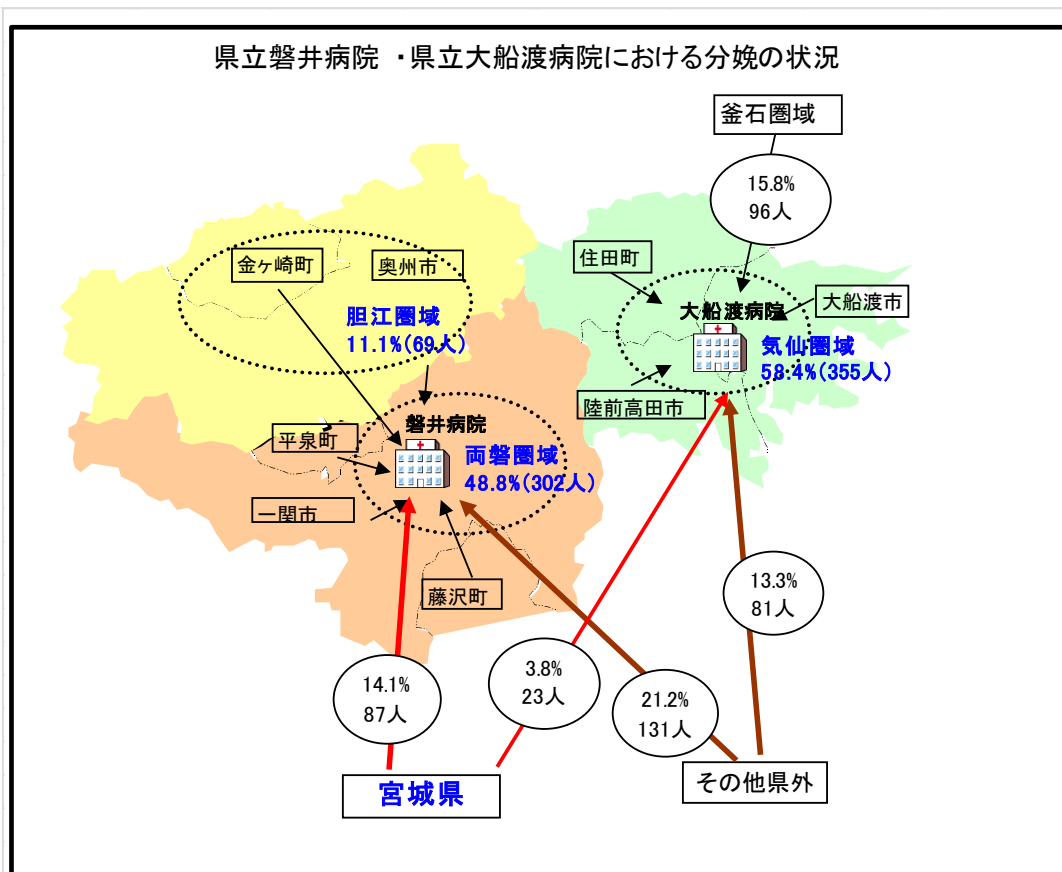 県立磐井病院 ・県立大船渡病院における分娩の状況
釜石圏域
15.8%
96人
住田町
金ヶ崎町
奥州市
大船渡市
大船渡病院
胆江圏域
11.1%(69人)
気仙圏域
58.4%(355人)
陸前高田市
磐井病院
平泉町
両磐圏域
48.8%(302人)
一関市
藤沢町
13.3%
81人
14.1%
87人
3.8%
23人
21.2%
131人
宮城県
その他県外